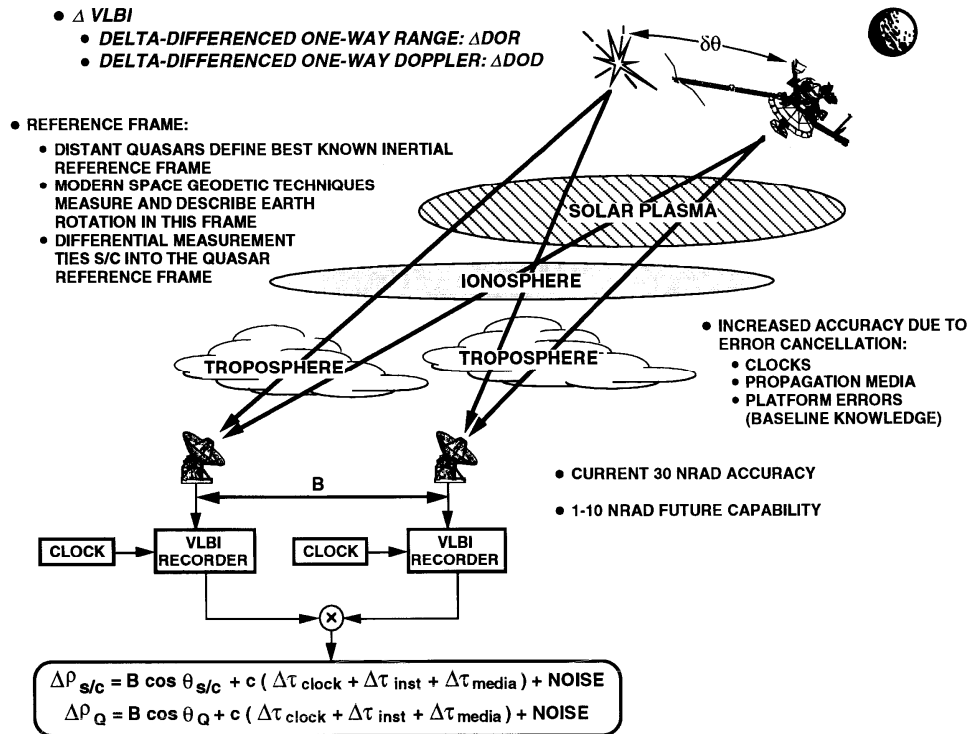 • Δ VLBI
• DELTA-DIFFERENCED ONE-WAY RANGE: ΔDOR
• DELTA-DIFFERENCED ONE-WAY DOPPLER: ΔDOD
δθ
• REFERENCE FRAME:
• DISTANT QUASARS DEFINE BEST KNOWN INERTIAL
REFERENCE FRAME
• MODERN SPACE GEODETIC TECHNIQUES
MEASURE AND DESCRIBE EARTH
ROTATION IN THIS FRAME
• DIFFERENTIAL MEASUREMENT
TIES S/C INTO THE QUASAR
REFERENCE FRAME
SOLAR PLASMA
IONOSPHERE
TROPOSPHERE
TROPOSPHERE
• INCREASED ACCURACY DUE TO
ERROR CANCELLATION:
• CLOCKS
• PROPAGATION MEDIA
• PLATFORM ERRORS
(BASELINE KNOWLEDGE)
• CURRENT 30 NRAD ACCURACY
• 1-10 NRAD FUTURE CAPABILITY
B
CLOCK
VLBI
RECORDER
CLOCK
VLBI
RECORDER
×
Δρ s/c = B cos θ s/c + c ( Δτ clock + Δτ inst + Δτ media ) + NOISE
Δρ Q = B cos θ Q + c ( Δτ clock + Δτ inst + Δτ media ) + NOISE